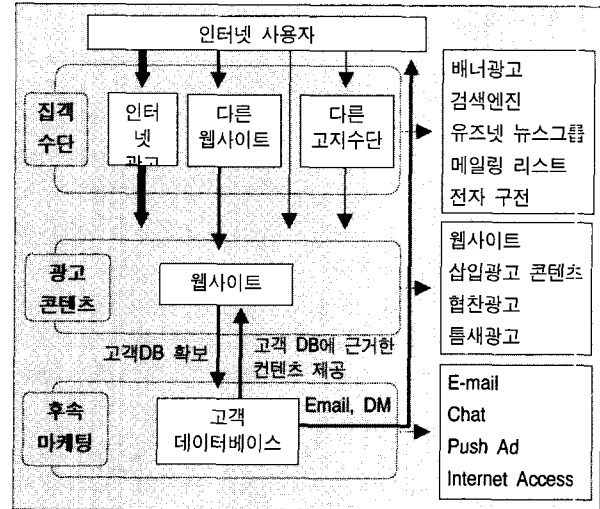 인터넷 사용자
집객
수단
인터
넷
광고
다른
웹사이트
다른
고지수단
배너광고
검색엔진
유즈넷 뉴스그룹
메일링 리스트
전자 구전
광고
콘텐츠
웹사이트
웹사이트
삽입광고 콘텐츠
협찬광고
틈새광고
고객DB 확보
고객 DB에 근거한
컨텐츠 제공
후속
마케팅
고객
데이터베이스
Email, DM
E-mail
Chat
Push Ad
Internet Access